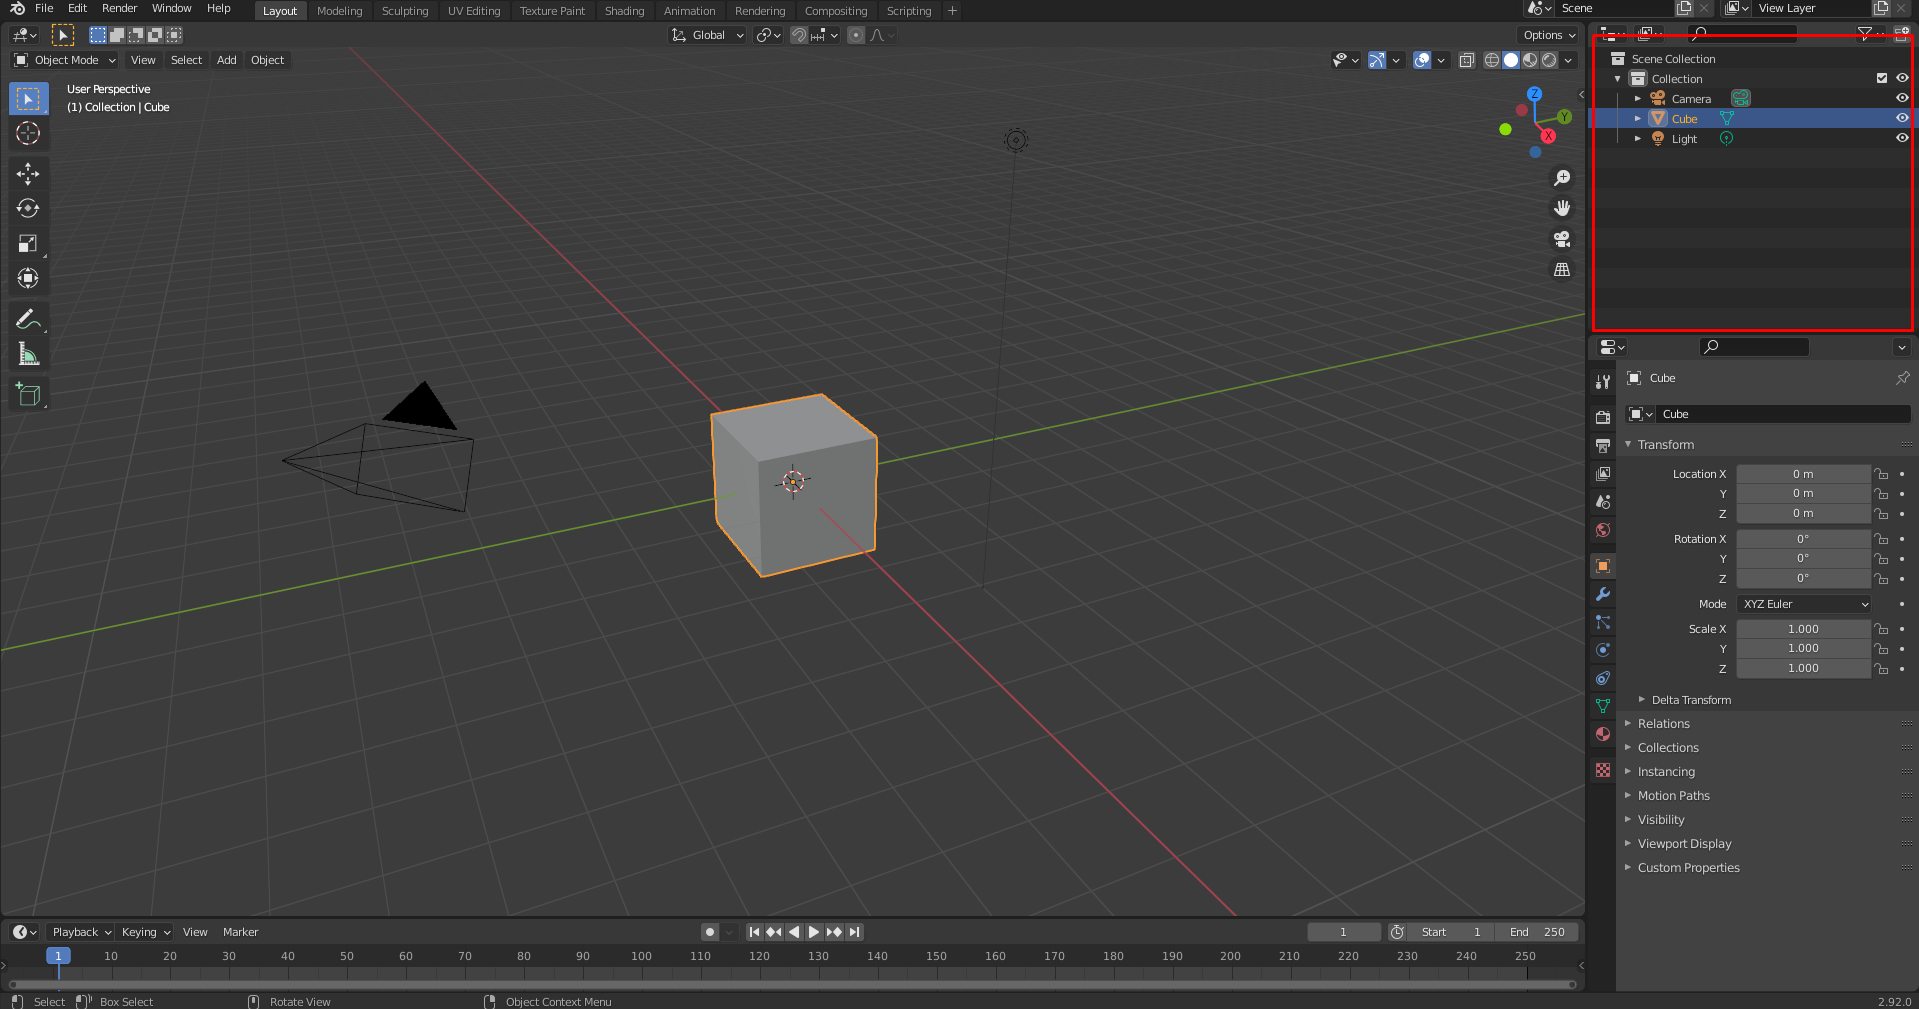 File Edit Render Window Help Layout Modeling Sculpting UV Editing Texture Paint Shading Animation Rendering Compositing Scripting + Scene View Layer
Global Options
Object Mode View Select Add Object
User Perspective
(1) Collection | Cube
Z
Y
X
Scene Collection
Collection
Camera
Cube
Light
Cube
Cube
Transform
Location X 0 m
Y 0 m
Z 0 m
Rotation X 0°
Y 0°
Z 0°
Mode XYZ Euler
Scale X 1.000
Y 1.000
Z 1.000
Delta Transform
Relations
Collections
Instancing
Motion Paths
Visibility
Viewport Display
Custom Properties
Playback Keying View Marker 1 Start 1 End 250
1 10 20 30 40 50 60 70 80 90 100 110 120 130 140 150 160 170 180 190 200 210 220 230 240 250
Select Box Select Rotate View Object Context Menu 2.92.0